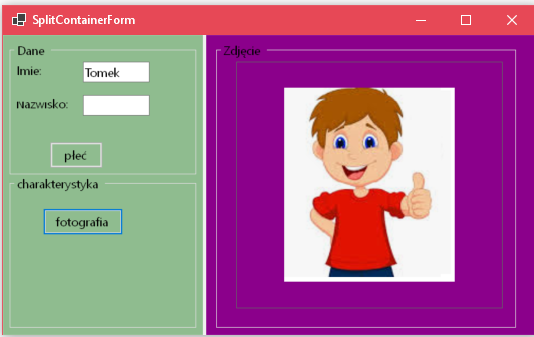 SplitContainerForm
Dane
Imie:
Tomek
Nazwisko:
płeć
charakterystyka
fotografia
Zdjęcie